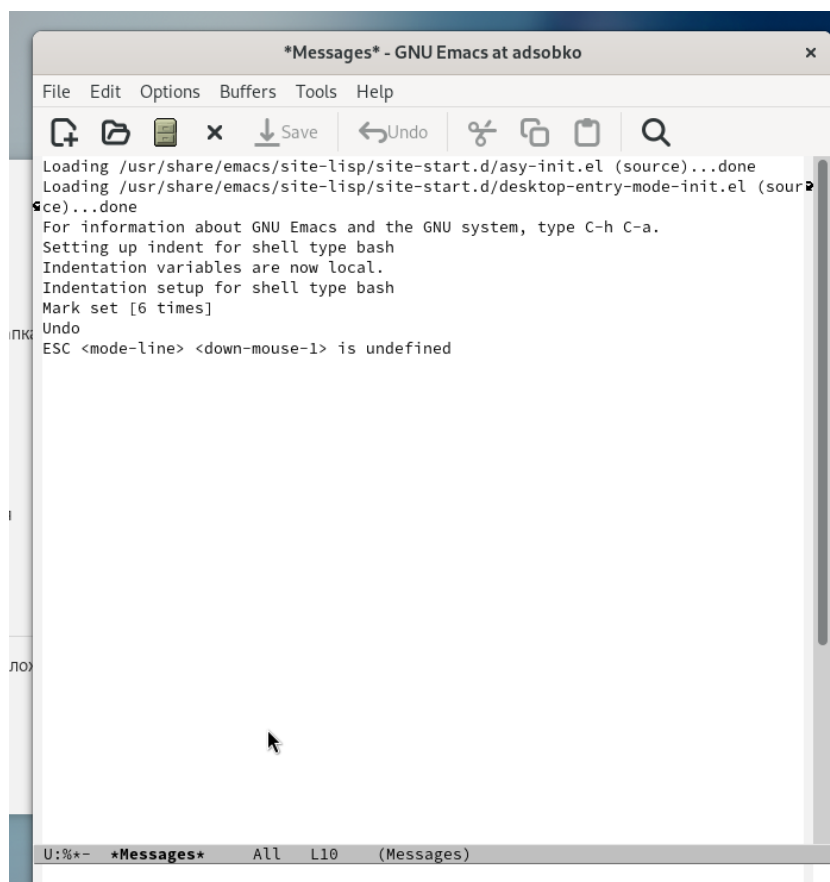 *Messages* - GNU Emacs at adsobko
File Edit Options Buffers Tools Help
Save Undo
Loading /usr/share/emacs/site-lisp/site-start.d/asy-init.el (source)...done
Loading /usr/share/emacs/site-lisp/site-start.d/desktop-entry-mode-init.el (sour
ce)...done
For information about GNU Emacs and the GNU system, type C-h C-a.
Setting up indent for shell type bash
Indentation variables are now local.
Indentation setup for shell type bash
Mark set [6 times]
Undo
ESC <mode-line> <down-mouse-1> is undefined
U:%*- *Messages* All L10 (Messages)